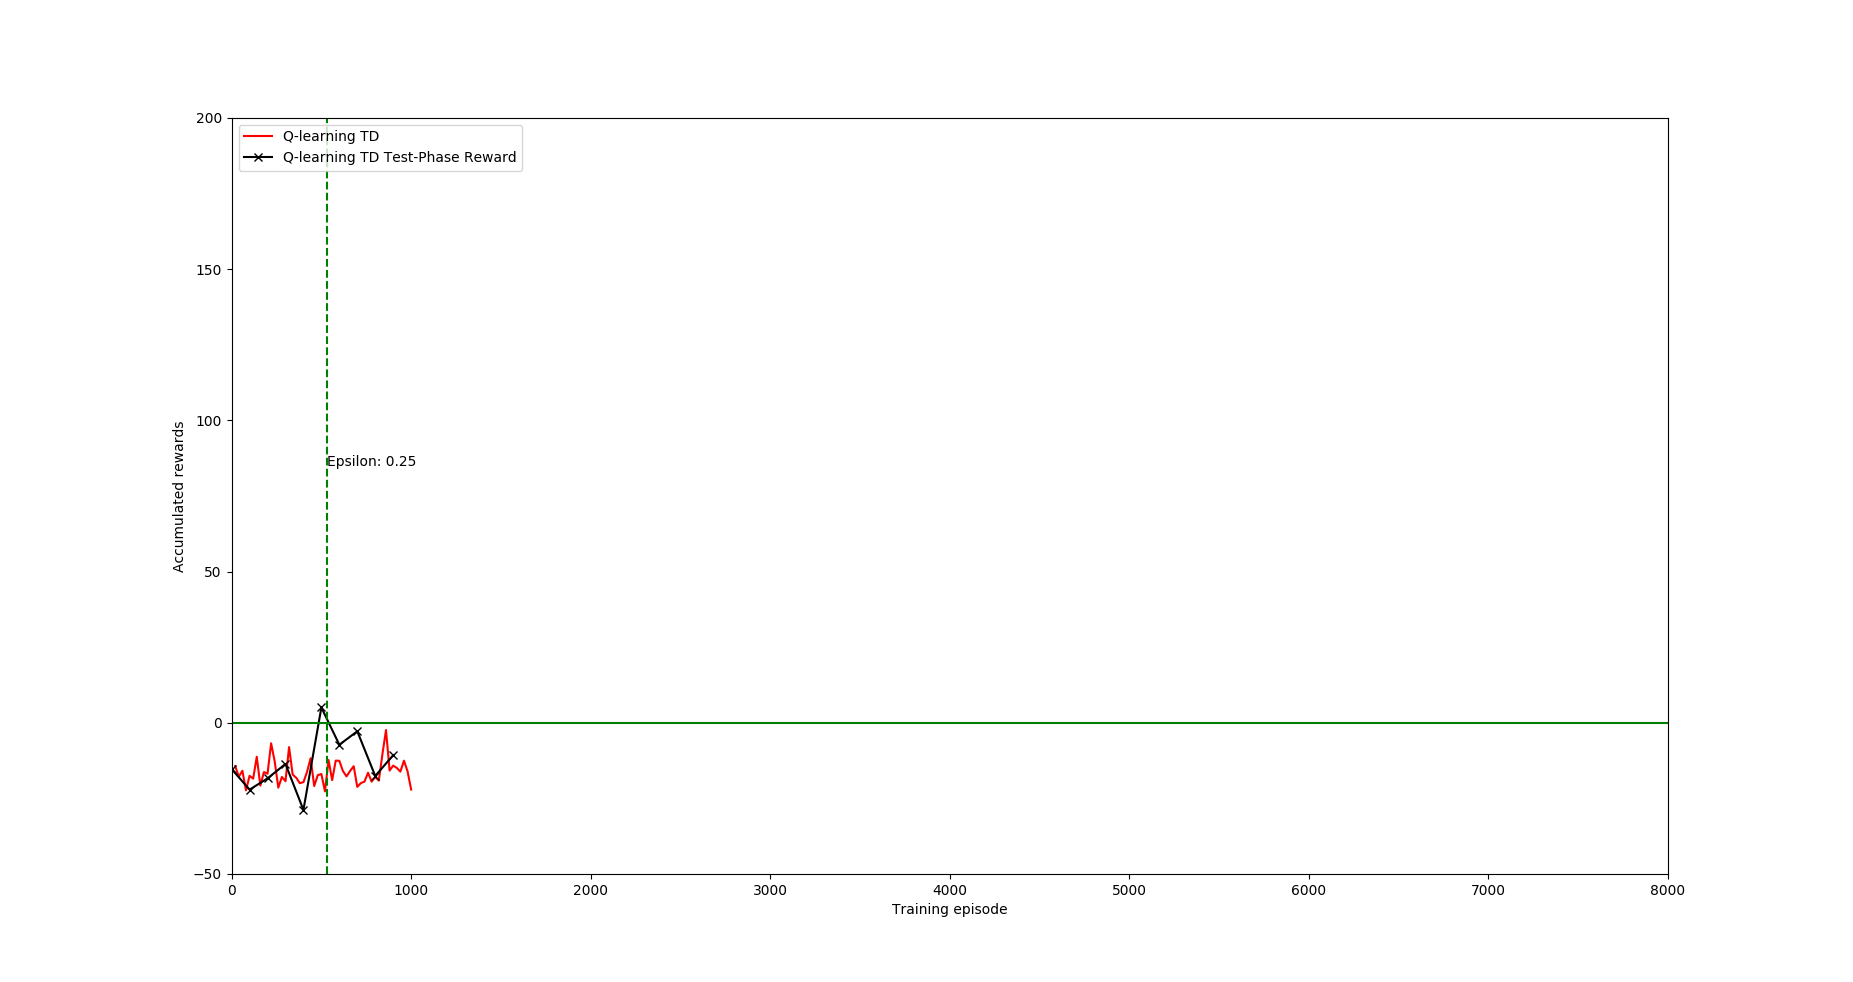 200
Q-learning TD
Q-learning TD Test-Phase Reward
150
100
Epsilon: 0.25
Accumulated rewards
50
0
−50
0 1000 2000 3000 4000 5000 6000 7000 8000
Training episode